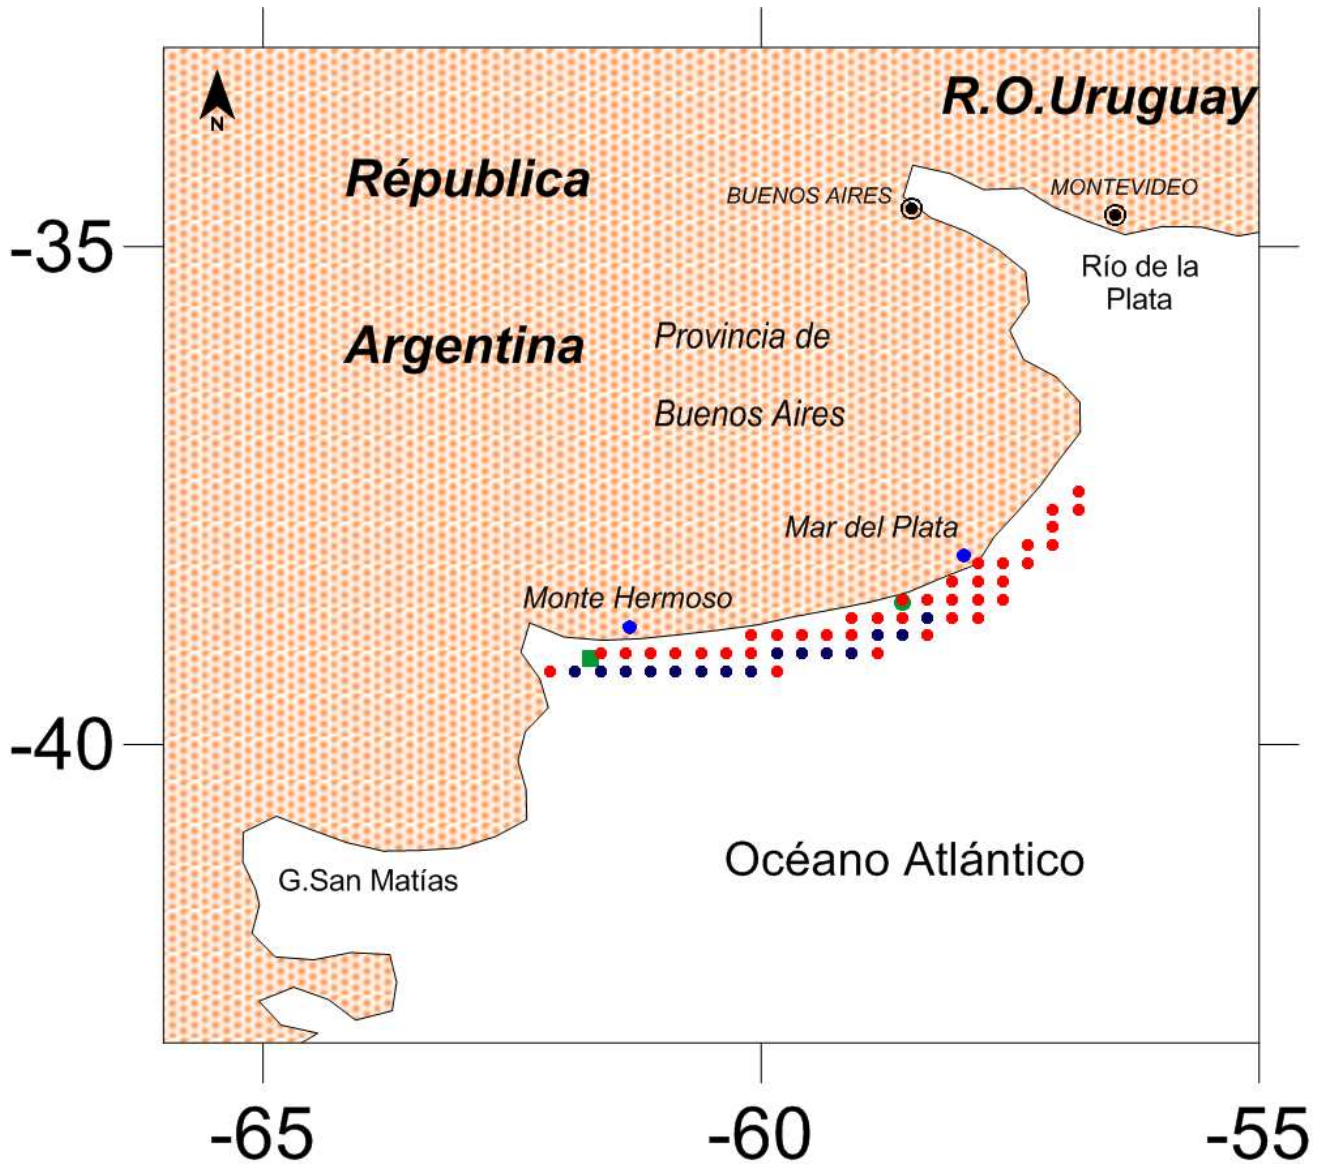 R.O.Uruguay
N
Républica
BUENOS AIRES
MONTEVIDEO
-35
Río de la
Plata
Argentina
Provincia de
Buenos Aires
Mar del Plata
Monte Hermoso
-40
Océano Atlántico
G.San Matías
-65
-60
-55